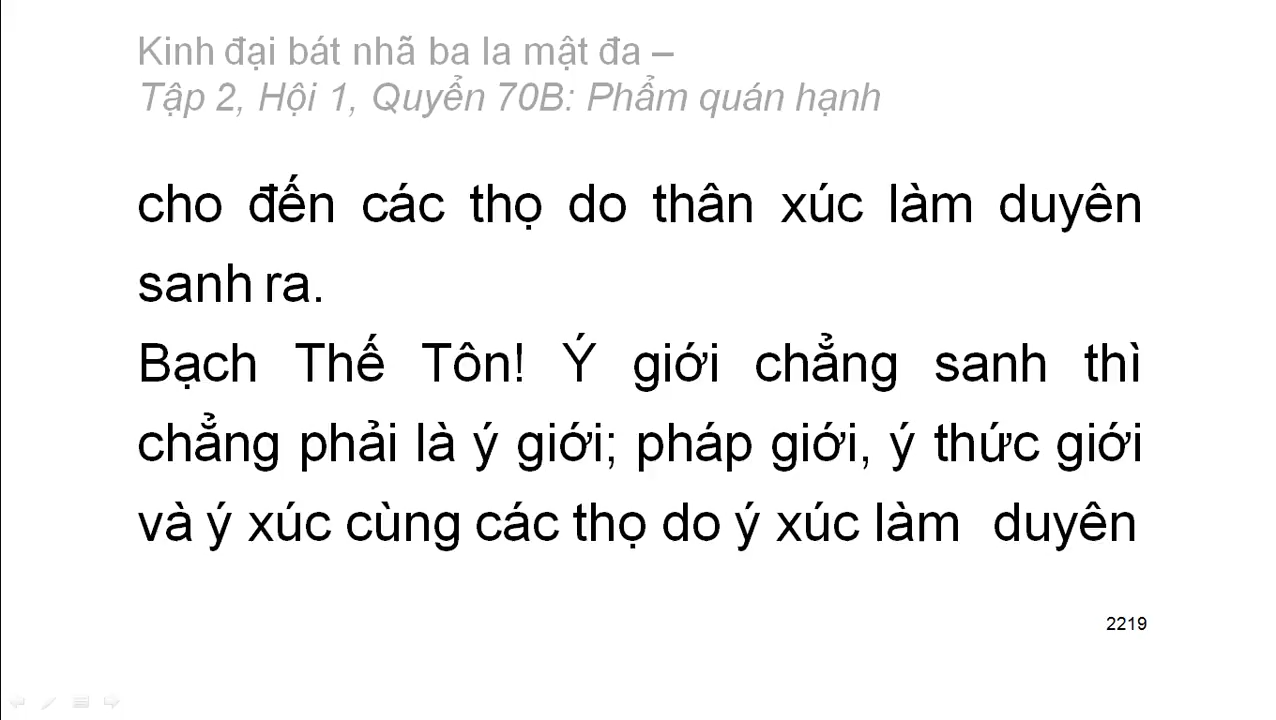 Kinh đại bát nhã ba la mật đa –
Tập 2, Hội 1, Quyển 70B: Phẩm quán hạnh
cho đến các thọ do thân xúc làm duyên
sanh ra.
Bạch Thế Tôn! Ý giới chẳng sanh thì
chẳng phải là ý giới; pháp giới, ý thức giới
và ý xúc cùng các thọ do ý xúc làm duyên
2219